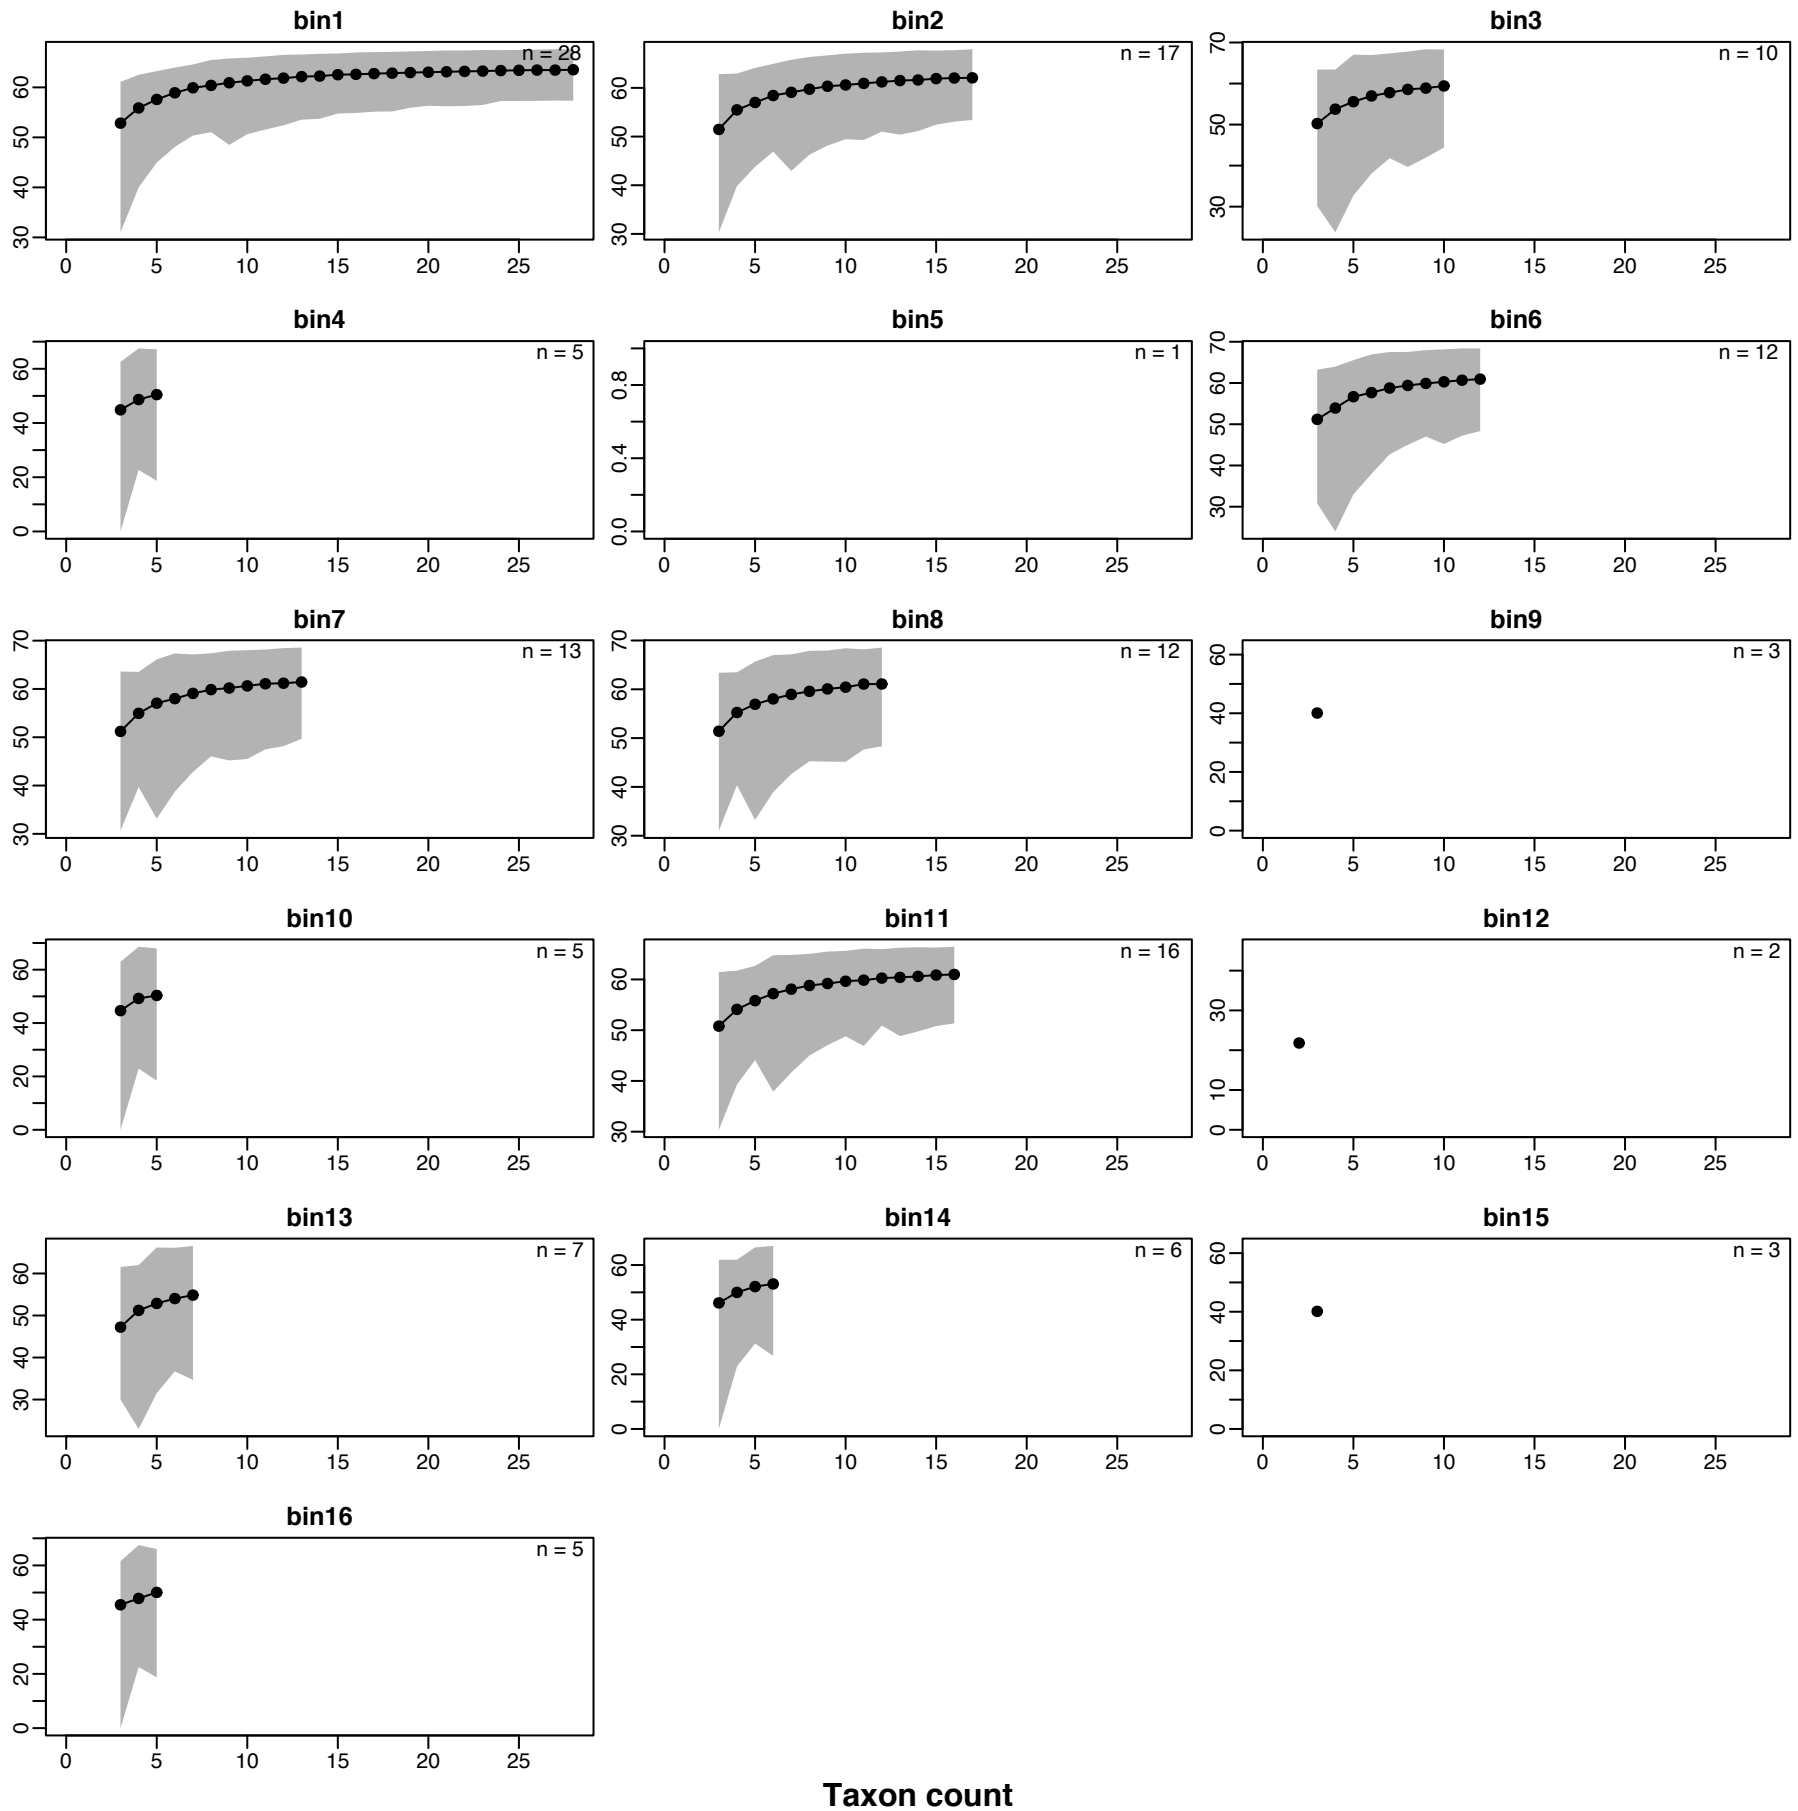 bin1 bin2 bin3
n = 28 n = 17 n = 10
30 40 50 60
30 40 50 60
30 50 70
0 5 10 15 20 25
0 5 10 15 20 25
0 5 10 15 20 25
bin4 bin5 bin6
n = 5 n = 1 n = 12
0 20 40 60
0.0 0.4 0.8
30 40 50 60 70
0 5 10 15 20 25
0 5 10 15 20 25
0 5 10 15 20 25
bin7 bin8 bin9
n = 13 n = 12 n = 3
30 40 50 60 70
30 40 50 60 70
0 20 40 60
0 5 10 15 20 25
0 5 10 15 20 25
0 5 10 15 20 25
bin10 bin11 bin12
n = 5 n = 16 n = 2
0 20 40 60
30 40 50 60
0 10 30
0 5 10 15 20 25
0 5 10 15 20 25
0 5 10 15 20 25
bin13 bin14 bin15
n = 7 n = 6 n = 3
30 40 50 60
0 20 40 60
0 20 40 60
0 5 10 15 20 25
0 5 10 15 20 25
0 5 10 15 20 25
bin16
n = 5
0 20 40 60
0 5 10 15 20 25
Taxon count